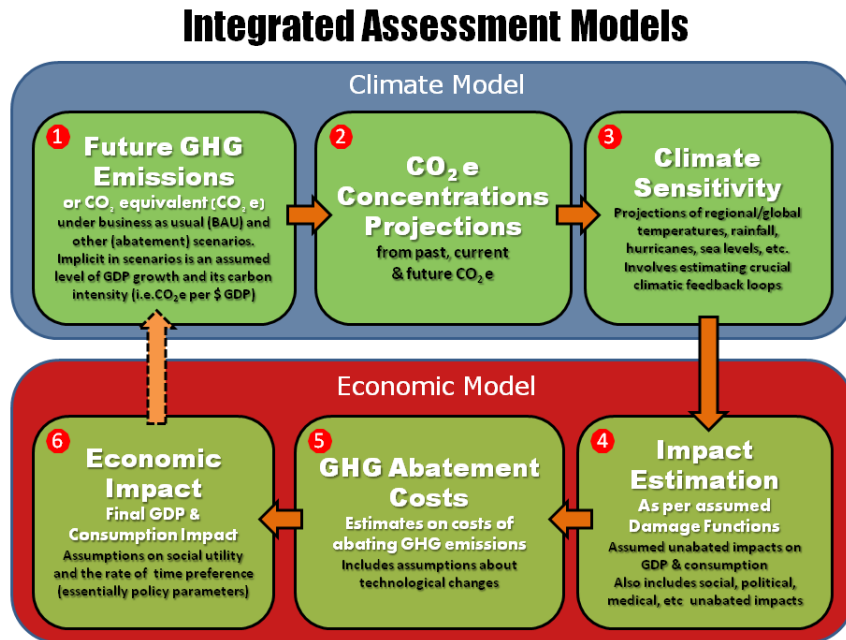 Integrated Assessment Models
Climate Model
1
Future GHG
Emissions
or CO₂ equivalent (CO₂ e)
under business as usual (BAU) and
other (abatement) scenarios.
Implicit in scenarios is an assumed
level of GDP growth and its carbon
intensity (i.e.CO₂e per $ GDP)
2
CO₂ e
Concentrations
Projections
from past, current
& future CO₂ e
3
Climate
Sensitivity
Projections of regional/global
temperatures, rainfall,
hurricanes, sea levels, etc.
Involves estimating crucial
climatic feedback loops
Economic Model
6
Economic
Impact
Final GDP &
Consumption Impact
Assumptions on social utility
and the rate of time preference
(essentially policy parameters)
5
GHG Abatement
Costs
Estimates on costs of
abating GHG emissions
Includes assumptions about
technological changes
4
Impact
Estimation
As per assumed
Damage Functions
Assumed unabated impacts on
GDP & consumption
Also includes social, political,
medical, etc unabated impacts